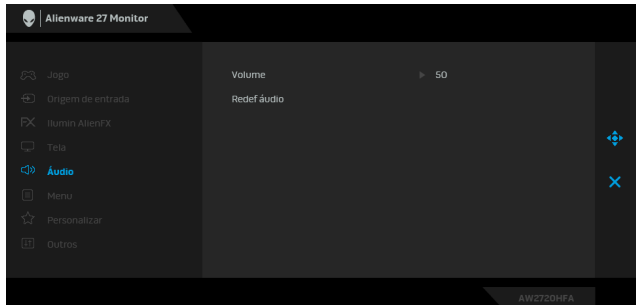 Alienware 27 Monitor
Jogo
Origem de entrada
Ilumin AlienFX
Tela
Áudio
Menu
Personalizar
Outros
Volume 50
Redef áudio
AW2720HFA